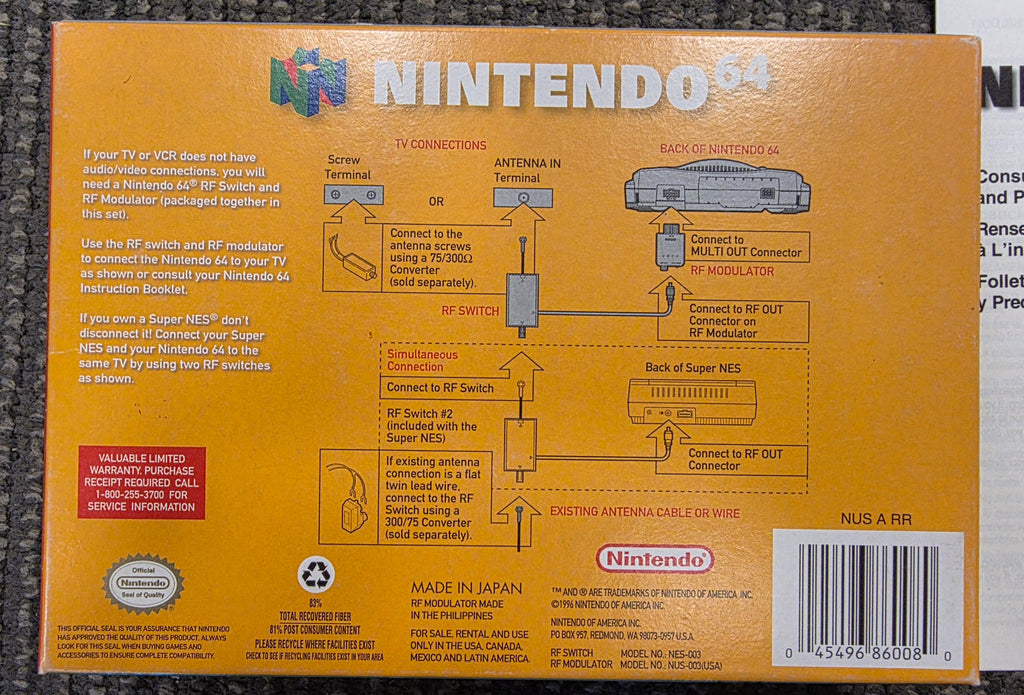 NINTENDO64
If your TV or VCR does not have
audio/video connections, you will
need a Nintendo 64® RF Switch and
RF Modulator (packaged together in
this set).
Use the RF switch and RF modulator
to connect the Nintendo 64 to your TV
as shown or consult your Nintendo 64
Instruction Booklet.
If you own a Super NES® don't
disconnect it! Connect your Super
NES and your Nintendo 64 to the
same TV by using two RF switches
as shown.
TV CONNECTIONS
Screw
Terminal
OR
ANTENNA IN
Terminal
BACK OF NINTENDO 64
Connect to the
antenna screws
using a 75/300Ω
Converter
(sold separately).
Connect to
MULTI OUT Connector
RF MODULATOR
RF SWITCH
Connect to RF OUT
Connector on
RF Modulator
Simultaneous
Connection
Connect to RF Switch
Back of Super NES
RF Switch #2
(included with the
Super NES)
Connect to RF OUT
Connector
If existing antenna
connection is a flat
twin lead wire,
connect to the RF
Switch using a
300/75 Converter
(sold separately).
EXISTING ANTENNA CABLE OR WIRE
VALUABLE LIMITED
WARRANTY. PURCHASE
RECEIPT REQUIRED CALL
1-800-255-3700 FOR
SERVICE INFORMATION
Official
Nintendo
Seal of Quality
THIS OFFICIAL SEAL IS YOUR ASSURANCE THAT NINTENDO
HAS APPROVED THE QUALITY OF THIS PRODUCT. ALWAYS
LOOK FOR THIS SEAL WHEN BUYING GAMES AND
ACCESSORIES TO ENSURE COMPLETE COMPATIBILITY.
83%
TOTAL RECOVERED FIBER
81% POST CONSUMER CONTENT
PLEASE RECYCLE WHERE FACILITIES EXIST
CHECK TO SEE IF RECYCLING FACILITIES EXIST IN YOUR AREA
MADE IN JAPAN
RF MODULATOR MADE
IN THE PHILIPPINES
FOR SALE, RENTAL AND USE
ONLY IN THE USA, CANADA,
MEXICO AND LATIN AMERICA.
Nintendo®
™ AND ® ARE TRADEMARKS OF NINTENDO OF AMERICA INC.
©1996 NINTENDO OF AMERICA INC.
NINTENDO OF AMERICA INC.
PO BOX 957, REDMOND, WA 98073-0957 U.S.A.
RF SWITCH MODEL NO.: NES-003
RF MODULATOR MODEL NO.: NUS-003(USA)
NUS A RR
0 45496 86008 0
NI
Consu
and P
Rense
à L'in
Follet
y Prec